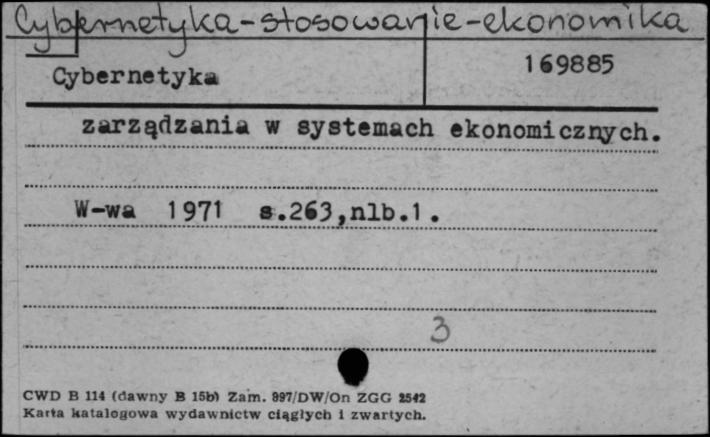 Cybernetyka-stosowanie-ekonomika
Cybernetyka
169885
zarządzania w systemach ekonomicznych.
W-wa 1971 s.263,nlb.1.
3
CWD B 114 (dawny B 15b) Zam. 997/DW/On ZGG 2542
Karta katalogowa wydawnictw ciągłych i zwartych.